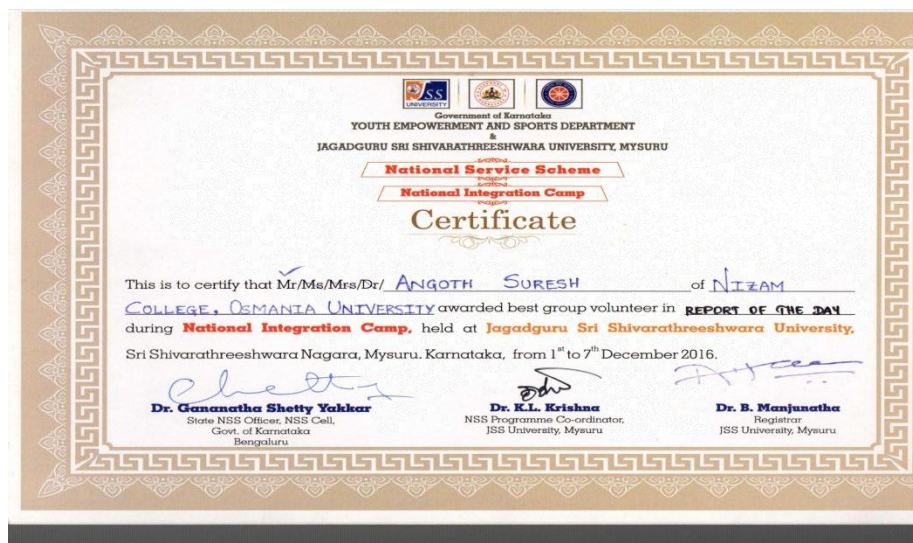 JSS
UNIVERSITY
Government of Karnataka
YOUTH EMPOWERMENT AND SPORTS DEPARTMENT
&
JAGADGURU SRI SHIVARATHREESHWARA UNIVERSITY, MYSURU
National Service Scheme
National Integration Camp
Certificate
This is to certify that Mr/Ms/Mrs/Dr/ ANGOTH SURESH of NIZAM
COLLEGE, OSMANIA UNIVERSITY awarded best group volunteer in REPORT OF THE DAY
during National Integration Camp, held at Jagadguru Sri Shivarathreeshwara University,
Sri Shivarathreeshwara Nagara, Mysuru. Karnataka, from 1st to 7th December 2016.
Dr. Gananatha Shetty Yakkar Dr. K.L. Krishna Dr. B. Manjunatha
State NSS Officer, NSS Cell, NSS Programme Co-ordinator, Registrar
Govt. of Karnataka JSS University, Mysuru JSS University, Mysuru
Bengaluru